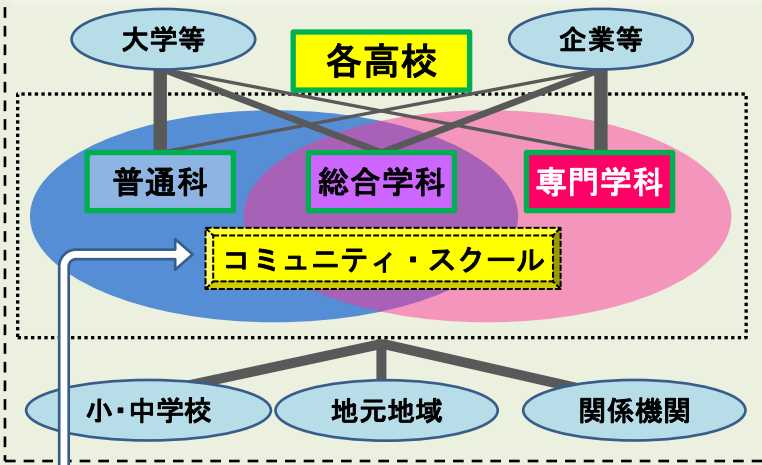 大学等
各高校
企業等
普通科
総合学科
専門学科
コミュニティ・スクール
小・中学校
地元地域
関係機関